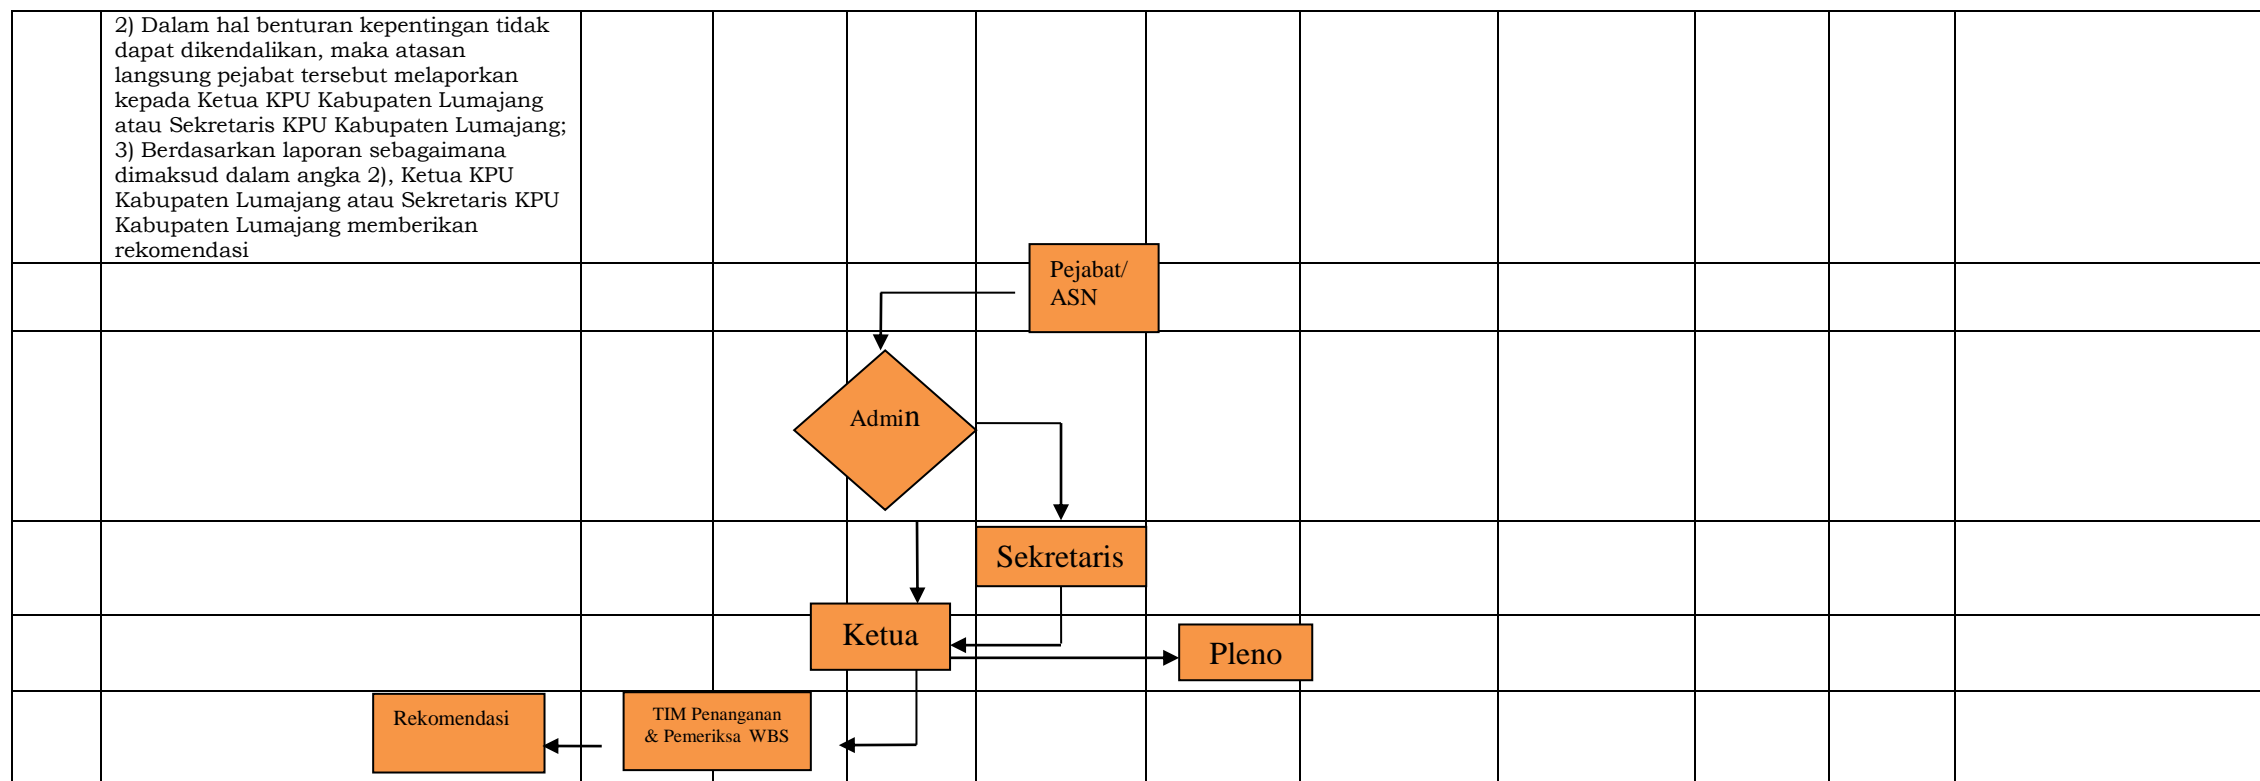 2) Dalam hal benturan kepentingan tidak
dapat dikendalikan, maka atasan
langsung pejabat tersebut melaporkan
kepada Ketua KPU Kabupaten Lumajang
atau Sekretaris KPU Kabupaten Lumajang;
3) Berdasarkan laporan sebagaimana
dimaksud dalam angka 2), Ketua KPU
Kabupaten Lumajang atau Sekretaris KPU
Kabupaten Lumajang memberikan
rekomendasi
Pejabat/
ASN
Admin
Sekretaris
Ketua
Pleno
Rekomendasi
TIM Penanganan
& Pemeriksa WBS